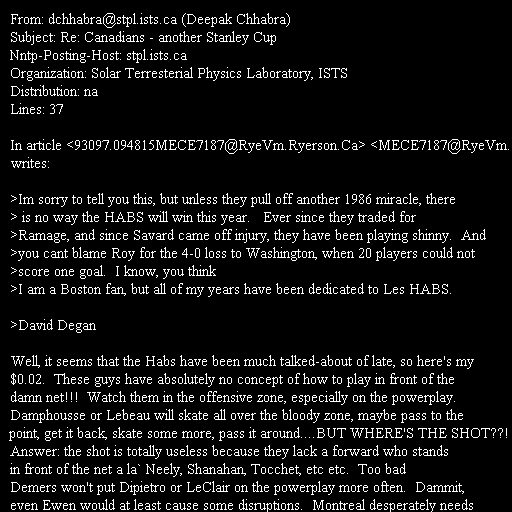 From: dchhabra@stpl.ists.ca (Deepak Chhabra)
Subject: Re: Canadians - another Stanley Cup
Nntp-Posting-Host: stpl.ists.ca
Organization: Solar Terresterial Physics Laboratory, ISTS
Distribution: na
Lines: 37

In article <93097.094815MECE7187@RyeVm.Ryerson.Ca> <MECE7187@RyeVm.
writes:

>Im sorry to tell you this, but unless they pull off another 1986 miracle, there
> is no way the HABS will win this year.   Ever since they traded for
>Ramage, and since Savard came off injury, they have been playing shinny.  And
>you cant blame Roy for the 4-0 loss to Washington, when 20 players could not
>score one goal.  I know, you think
>I am a Boston fan, but all of my years have been dedicated to Les HABS.

>David Degan

Well, it seems that the Habs have been much talked-about of late, so here's my
$0.02.  These guys have absolutely no concept of how to play in front of the
damn net!!!  Watch them in the offensive zone, especially on the powerplay.
Damphousse or Lebeau will skate all over the bloody zone, maybe pass to the
point, get it back, skate some more, pass it around....BUT WHERE'S THE SHOT??!
Answer: the shot is totally useless because they lack a forward who stands
in front of the net a la` Neely, Shanahan, Tocchet, etc etc.  Too bad
Demers won't put Dipietro or LeClair on the powerplay more often.  Dammit,
even Ewen would at least cause some disruptions.  Montreal desperately needs